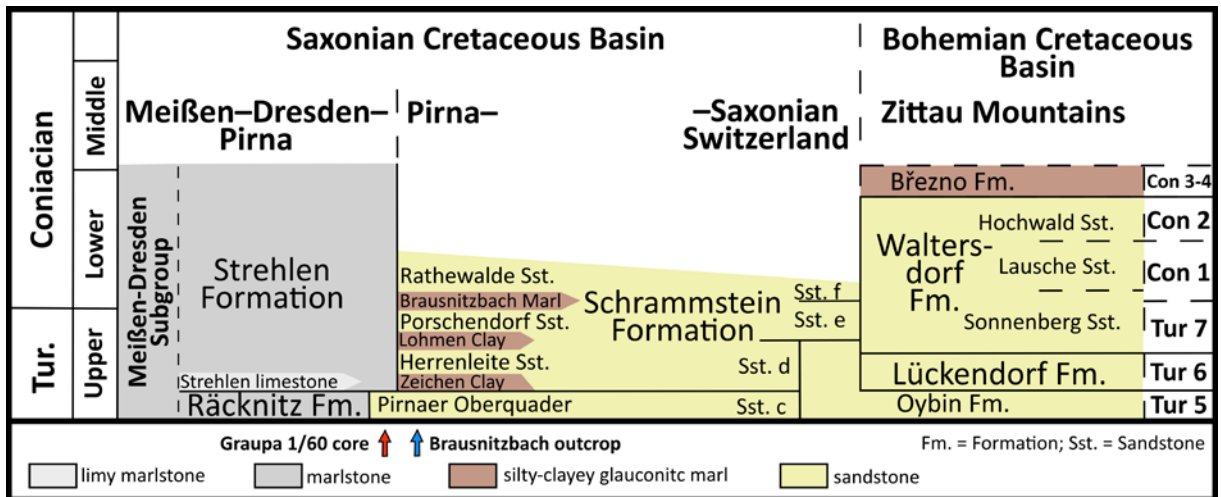 Saxonian Cretaceous Basin
Bohemian Cretaceous
Basin
Meißen–Dresden–
Pirna
Pirna–
–Saxonian
Switzerland
Zittau Mountains
Coniacian
Middle
Lower
Tur.
Upper
Meißen–Dresden
Subgroup
Strehlen
Formation
Strehlen limestone
Räcknitz Fm.
Rathewalde Sst.
Brausnitzbach Marl
Porschendorf Sst.
Lohmen Clay
Herrenleite Sst.
Zeichen Clay
Pirnaer Oberquader
Schrammstein
Formation
Sst. f
Sst. e
Sst. d
Sst. c
Březno Fm.
Walters-
dorf
Fm.
Hochwald Sst.
Lausche Sst.
Sonnenberg Sst.
Lückendorf Fm.
Oybin Fm.
Con 3-4
Con 2
Con 1
Tur 7
Tur 6
Tur 5
Graupa 1/60 core
Brausnitzbach outcrop
Fm. = Formation; Sst. = Sandstone
limy marlstone
marlstone
silty-clayey glauconitc marl
sandstone